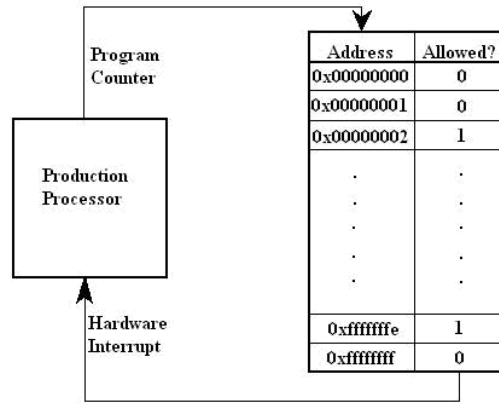 Program
Counter
Production
Processor
Hardware
Interrupt
Address Allowed?
0x00000000 0
0x00000001 0
0x00000002 1
. .
. .
. .
. .
. .
0xfffffffe 1
0xffffffff 0